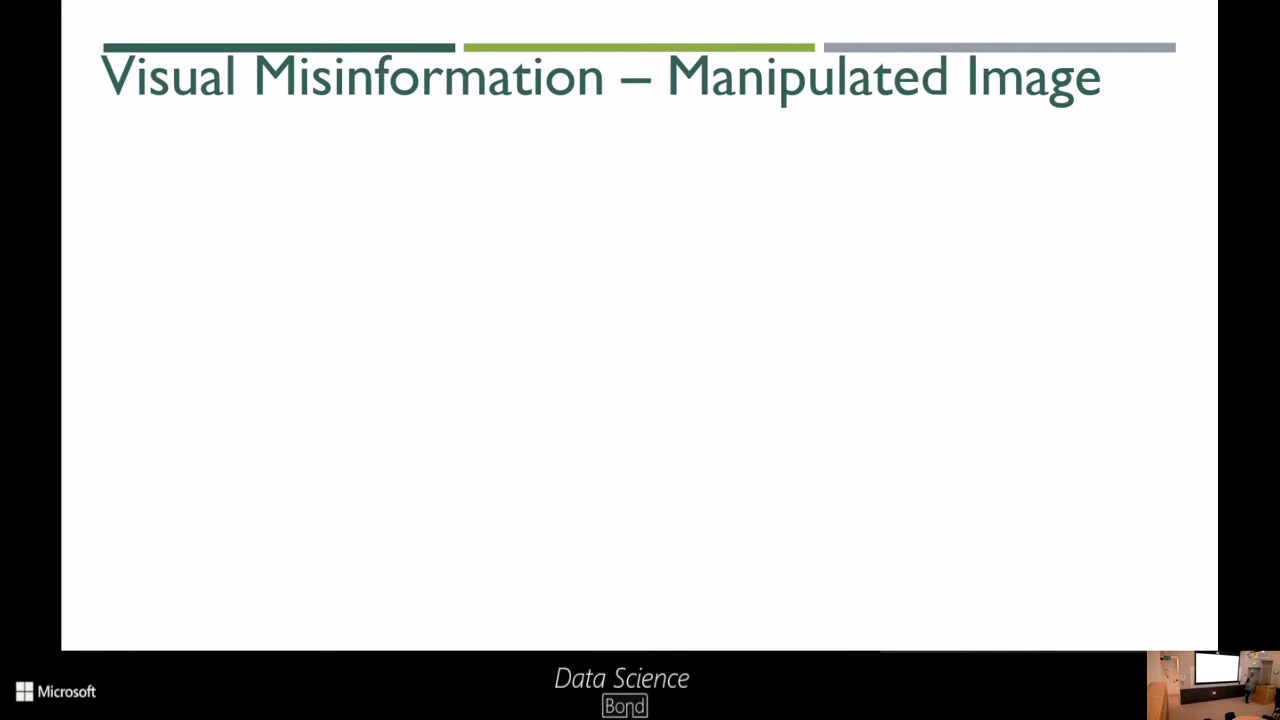 Visual Misinformation – Manipulated Image
Microsoft
Data Science
Bond